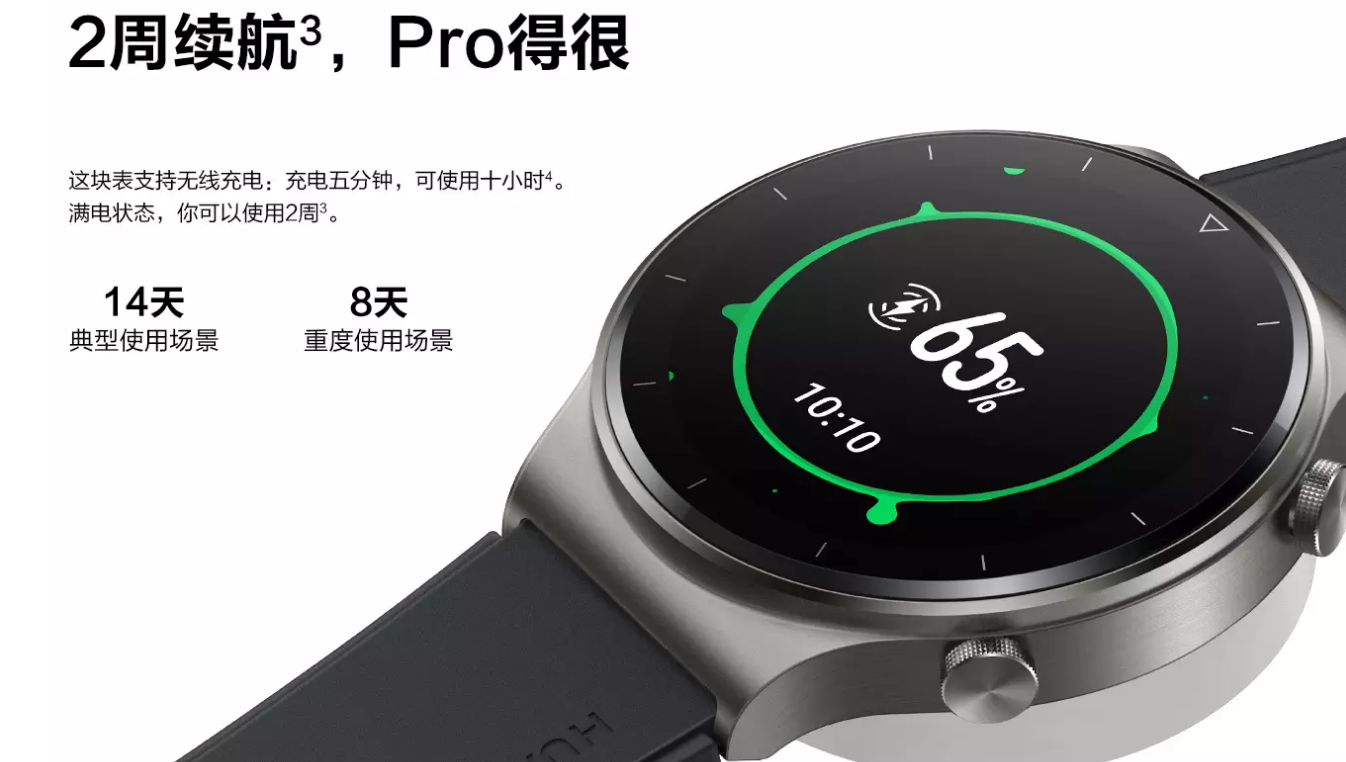 2周续航³，Pro得很
这块表支持无线充电：充电五分钟，可使用十小时⁴。
满电状态，你可以使用2周³。
14天 8天
典型使用场景 重度使用场景
65%
10:10
HU